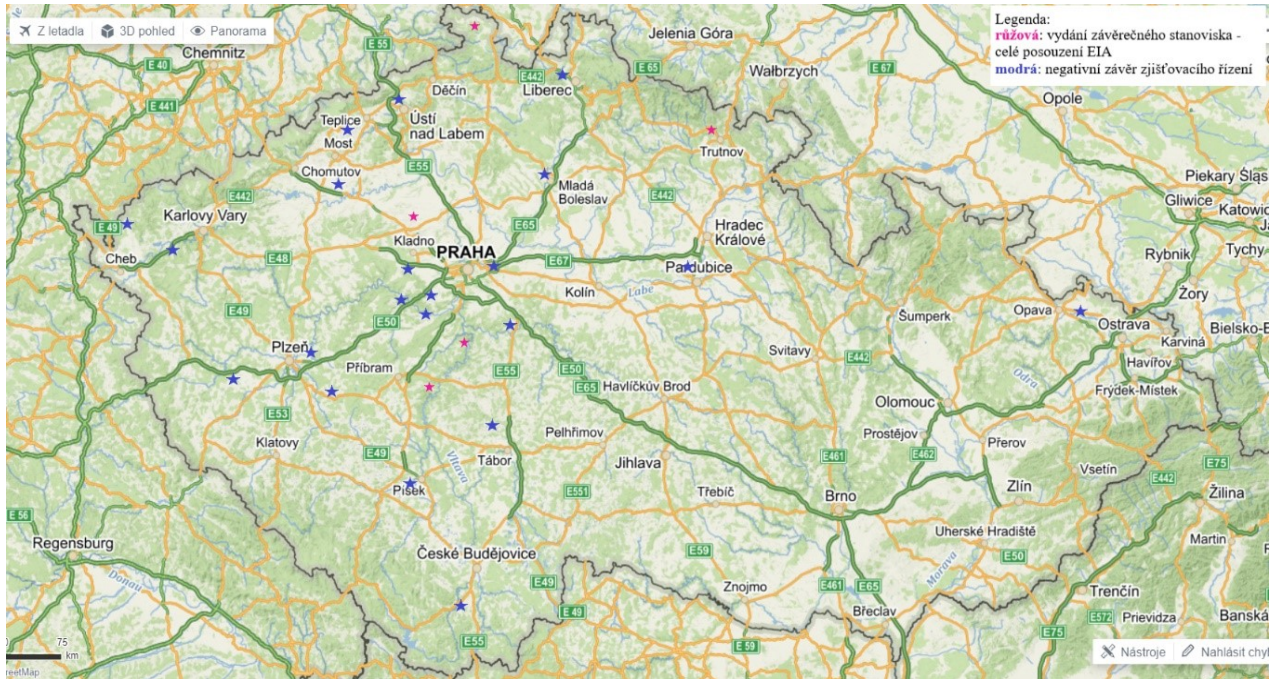 Z letadla
3D pohled
Panorama
Legenda:
růžová: vydání závěrečného stanoviska -
celé posouzení EIA
modrá: negativní závěr zjišťovacího řízení
E 55
Jelenia Góra
Chemnitz
E 40
E442
Liberec
E 65
Wałbrzych
E 67
Děčín
Opole
E 441
Teplice
Ústí
nad Labem
Most
Trutnov
E55
Chomutov
Mladá
Boleslav
E442
E442
Piekary Śląs
Gliwice
Katowic
Karlovy Vary
E 49
E65
Hradec
Králové
Kladno
PRAHA
Rybnik
Tychy
Cheb
E48
E67
Pardubice
Kolín
Labe
Żory
E49
E50
Šumperk
Opava
Ostrava
Bielsko-B
Karviná
Plzeň
Svitavy
E442
Havířov
Příbram
E55
E50
E65
Havlíčkův Brod
Odra
Frýdek-Místek
Olomouc
E53
Klatovy
Pelhřimov
Prostějov
Přerov
E49
Vltava
Tábor
Jihlava
E461
E462
Vsetín
E75
E442
Písek
E551
Třebíč
Brno
Zlín
Žilina
E 56
Uherské Hradiště
Regensburg
České Budějovice
E59
E50
Martin
Donau
E49
Znojmo
E461
E65
Morava
Trenčín
E 49
Břeclav
E572
Prievidza
Banská
E55
E75
75
km
E 59
Nástroje
Nahlásit chyb
reetMap